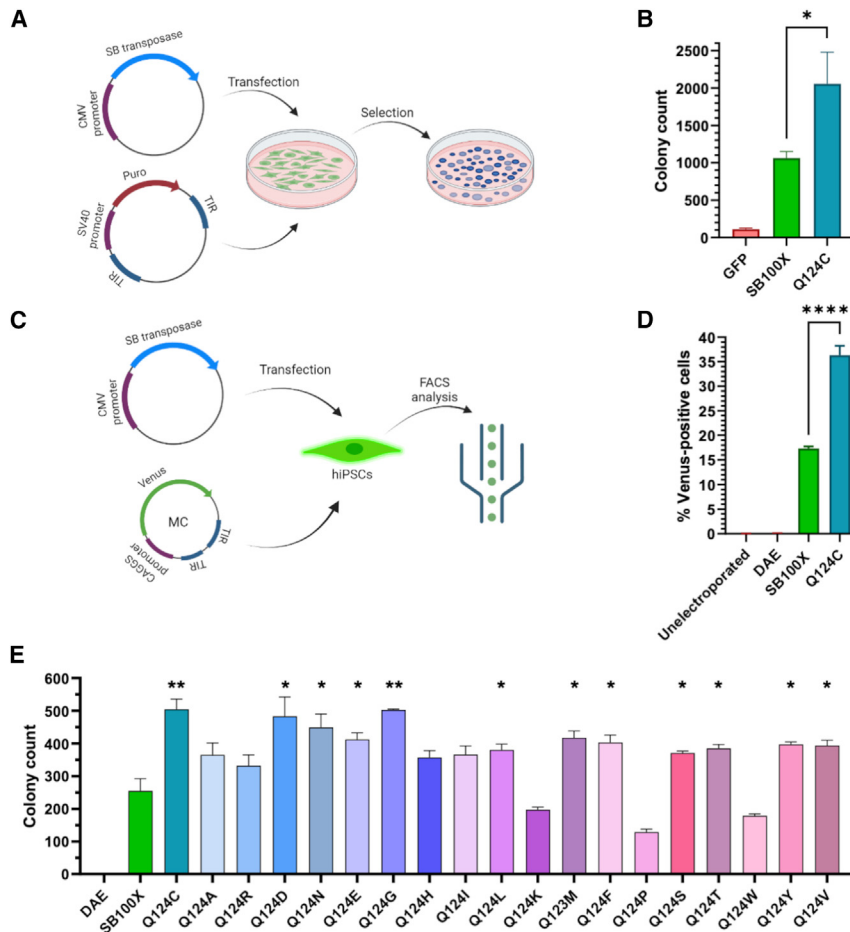 A
SB transposase
CMV promoter
Puro
SV40 promoter
TIR
TIR
Transfection
Selection
B
*
Colony count
2500
2000
1500
1000
500
0
GFP
SB100X
Q124C
C
SB transposase
CMV promoter
Venus
MC
CAGGS promoter
TIR
TIR
Transfection
hiPSCs
FACS
analysis
D
****
% Venus-positive cells
40
35
30
25
20
15
10
5
0
Unelectroporated
DAE
SB100X
Q124C
E
Colony count
600
500
400
300
200
100
0
** * * * ** * * * * * * *
DAE
SB100X
Q124C
Q124A
Q124R
Q124D
Q124N
Q124E
Q124G
Q124H
Q124I
Q124L
Q124K
Q123M
Q124F
Q124P
Q124S
Q124T
Q124W
Q124Y
Q124V